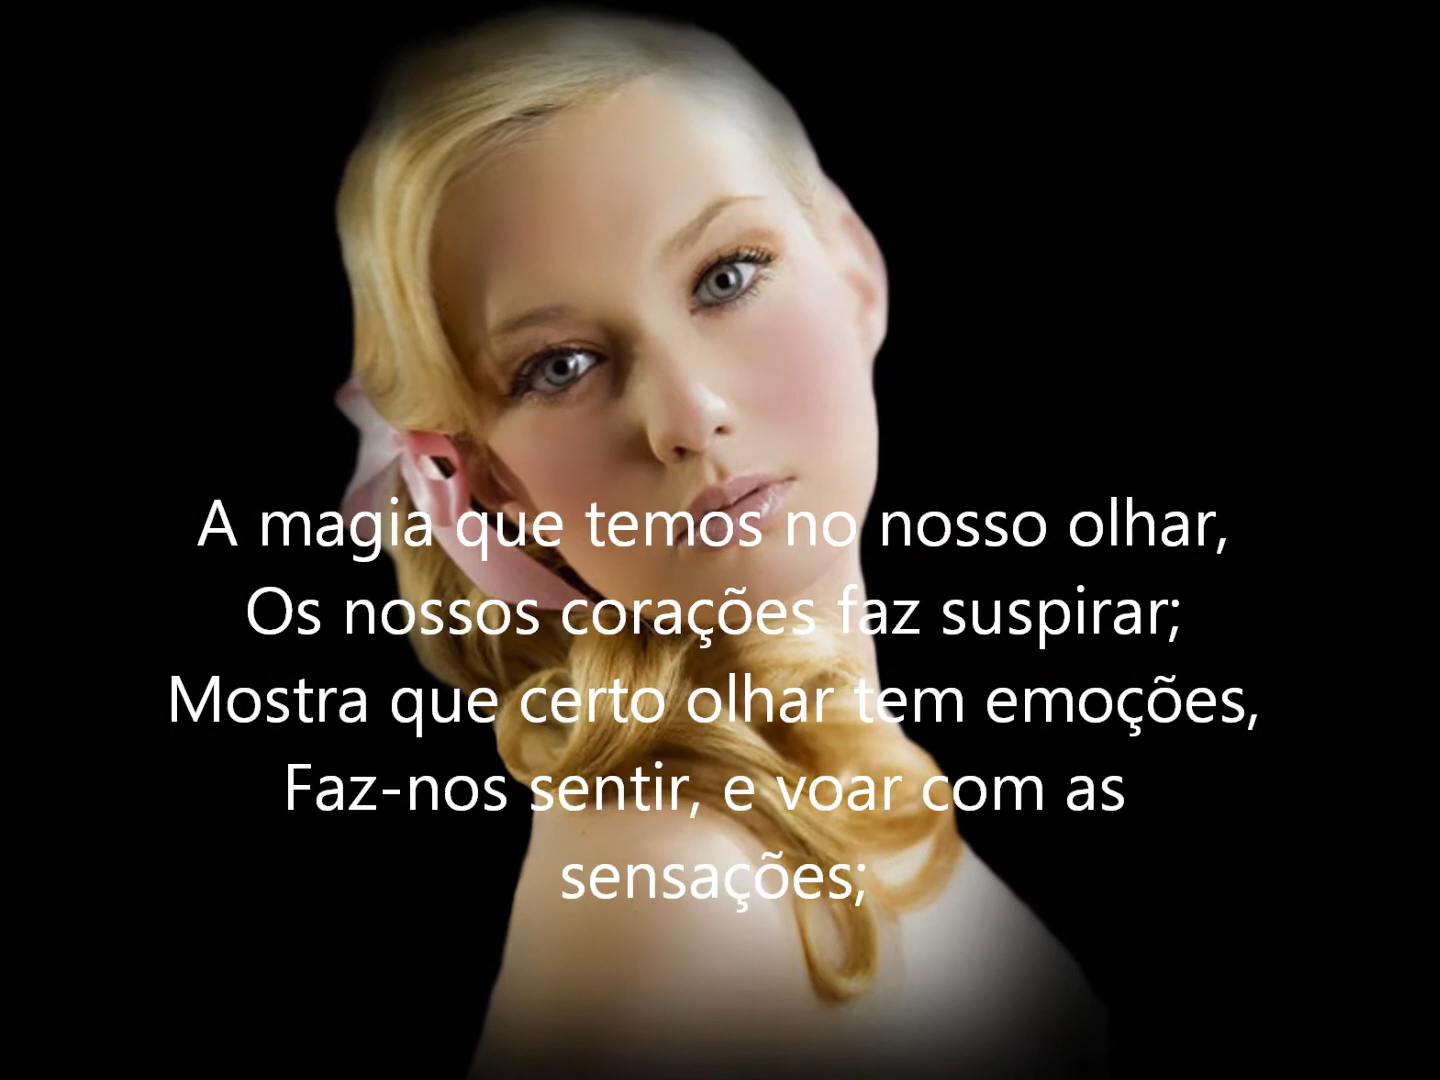 A magia que temos no nosso olhar,
Os nossos corações faz suspirar;
Mostra que certo olhar tem emoções,
Faz-nos sentir, e voar com as
sensações;